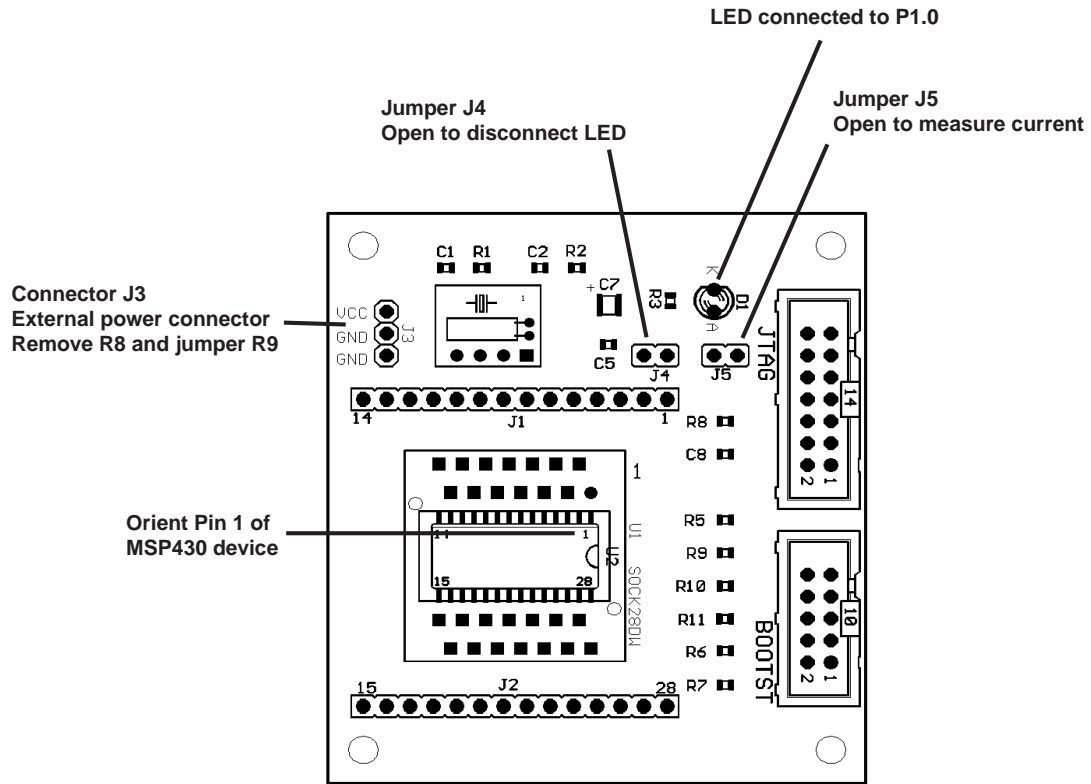 LED connected to P1.0
Jumper J4
Open to disconnect LED
Jumper J5
Open to measure current
Connector J3
External power connector
Remove R8 and jumper R9
Orient Pin 1 of
MSP430 device
C1 R1 C2 R2
C7
+
R3
K
D1
A
VCC
GND
GND
J3
1
C5
J4
J5
JTAG
14
2 1
14 J1 1
R8
C8
1
14 1
U1
U2
15 28
SOCK28DW
R5
R9
R10
R11
R6
R7
BOOTST
10
2 1
15 J2 28